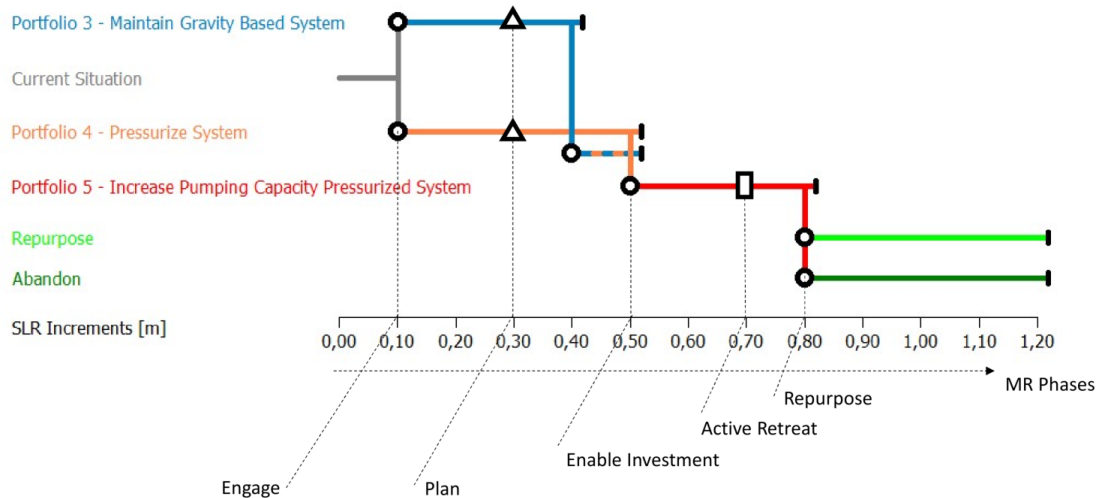 Portfolio 3 - Maintain Gravity Based System
Current Situation
Portfolio 4 - Pressurize System
Portfolio 5 - Increase Pumping Capacity Pressurized System
Repurpose
Abandon
SLR Increments [m]
0,00 0,10 0,20 0,30 0,40 0,50 0,60 0,70 0,80 0,90 1,00 1,10 1,20
MR Phases
Repurpose
Active Retreat
Enable Investment
Engage
Plan